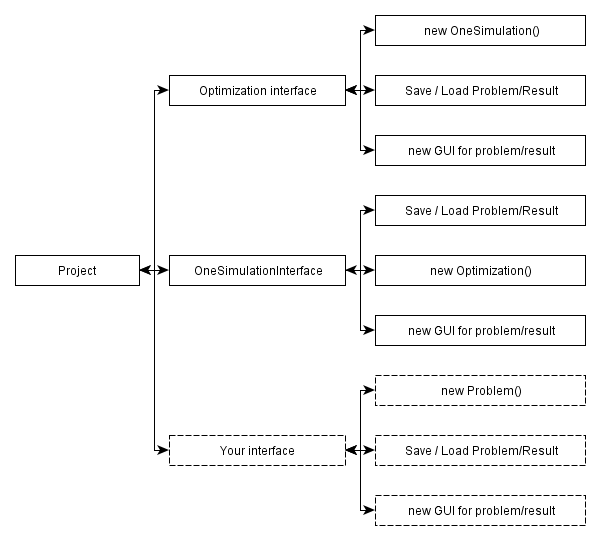 new OneSimulation()
Optimization interface
Save / Load Problem/Result
new GUI for problem/result
Save / Load Problem/Result
Project
OneSimulationInterface
new Optimization()
new GUI for problem/result
new Problem()
Your interface
Save / Load Problem/Result
new GUI for problem/result